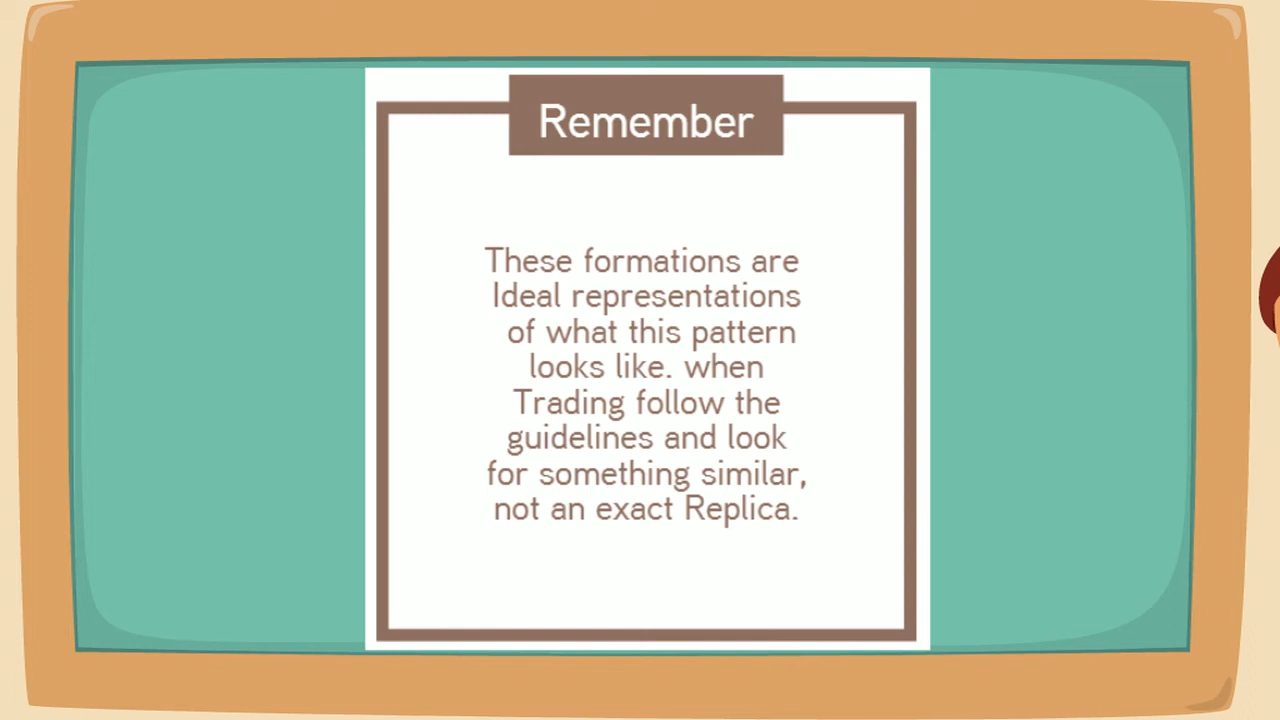 Remember
These formations are
Ideal representations
of what this pattern
looks like. when
Trading follow the
guidelines and look
for something similar,
not an exact Replica.